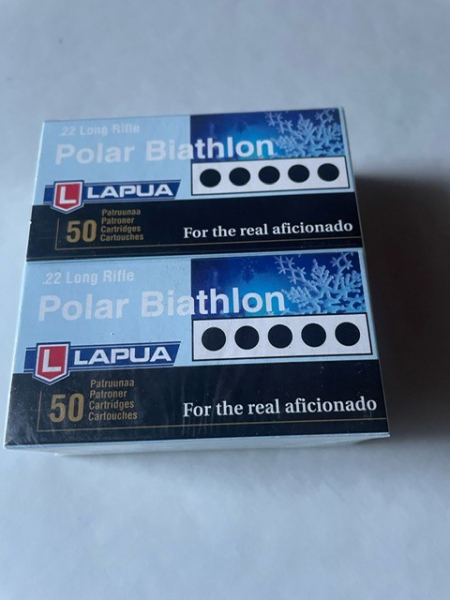 .22 Long Rifle
Polar Biathlon
L LAPUA
50
Patruunaa
Patroner
Cartridges
Cartouches
For the real aficionado
.22 Long Rifle
Polar Biathlon
L LAPUA
50
Patruunaa
Patroner
Cartridges
Cartouches
For the real aficionado